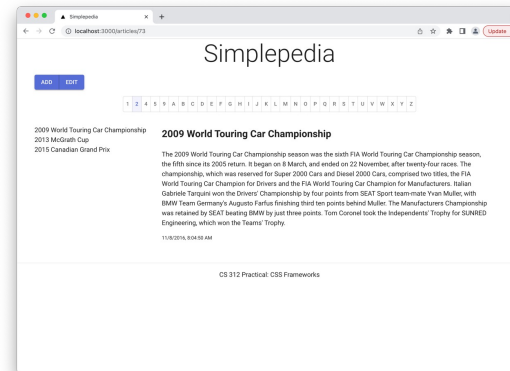 Simplepedia
localhost:3000/articles/73
Update
Simplepedia
ADD EDIT
1 2 4 5 9 A B C D E F G H I J K L M N O P Q R S T U V W X Y Z
2009 World Touring Car Championship
2013 McGrath Cup
2015 Canadian Grand Prix
2009 World Touring Car Championship
The 2009 World Touring Car Championship season was the sixth FIA World Touring Car Championship season,
the fifth since its 2005 return. It began on 8 March, and ended on 22 November, after twenty-four races. The
championship, which was reserved for Super 2000 Cars and Diesel 2000 Cars, comprised two titles, the FIA
World Touring Car Champion for Drivers and the FIA World Touring Car Champion for Manufacturers. Italian
Gabriele Tarquini won the Drivers' Championship by four points from SEAT Sport team-mate Yvan Muller, with
BMW Team Germany's Augusto Farfus finishing third ten points behind Muller. The Manufacturers Championship
was retained by SEAT beating BMW by just three points. Tom Coronel took the Independents' Trophy for SUNRED
Engineering, which won the Teams' Trophy.
11/8/2016, 8:04:50 AM
CS 312 Practical: CSS Frameworks